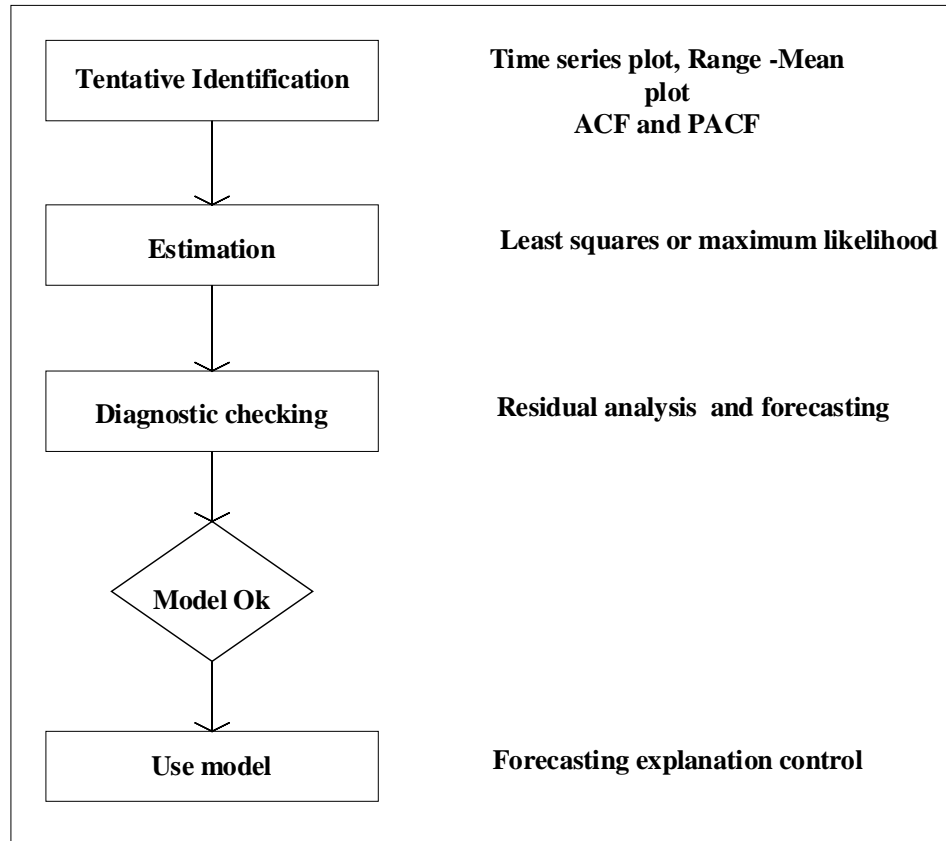 Tentative Identification
Time series plot, Range -Mean
plot
ACF and PACF
Estimation
Least squares or maximum likelihood
Diagnostic checking
Residual analysis and forecasting
Model Ok
Use model
Forecasting explanation control